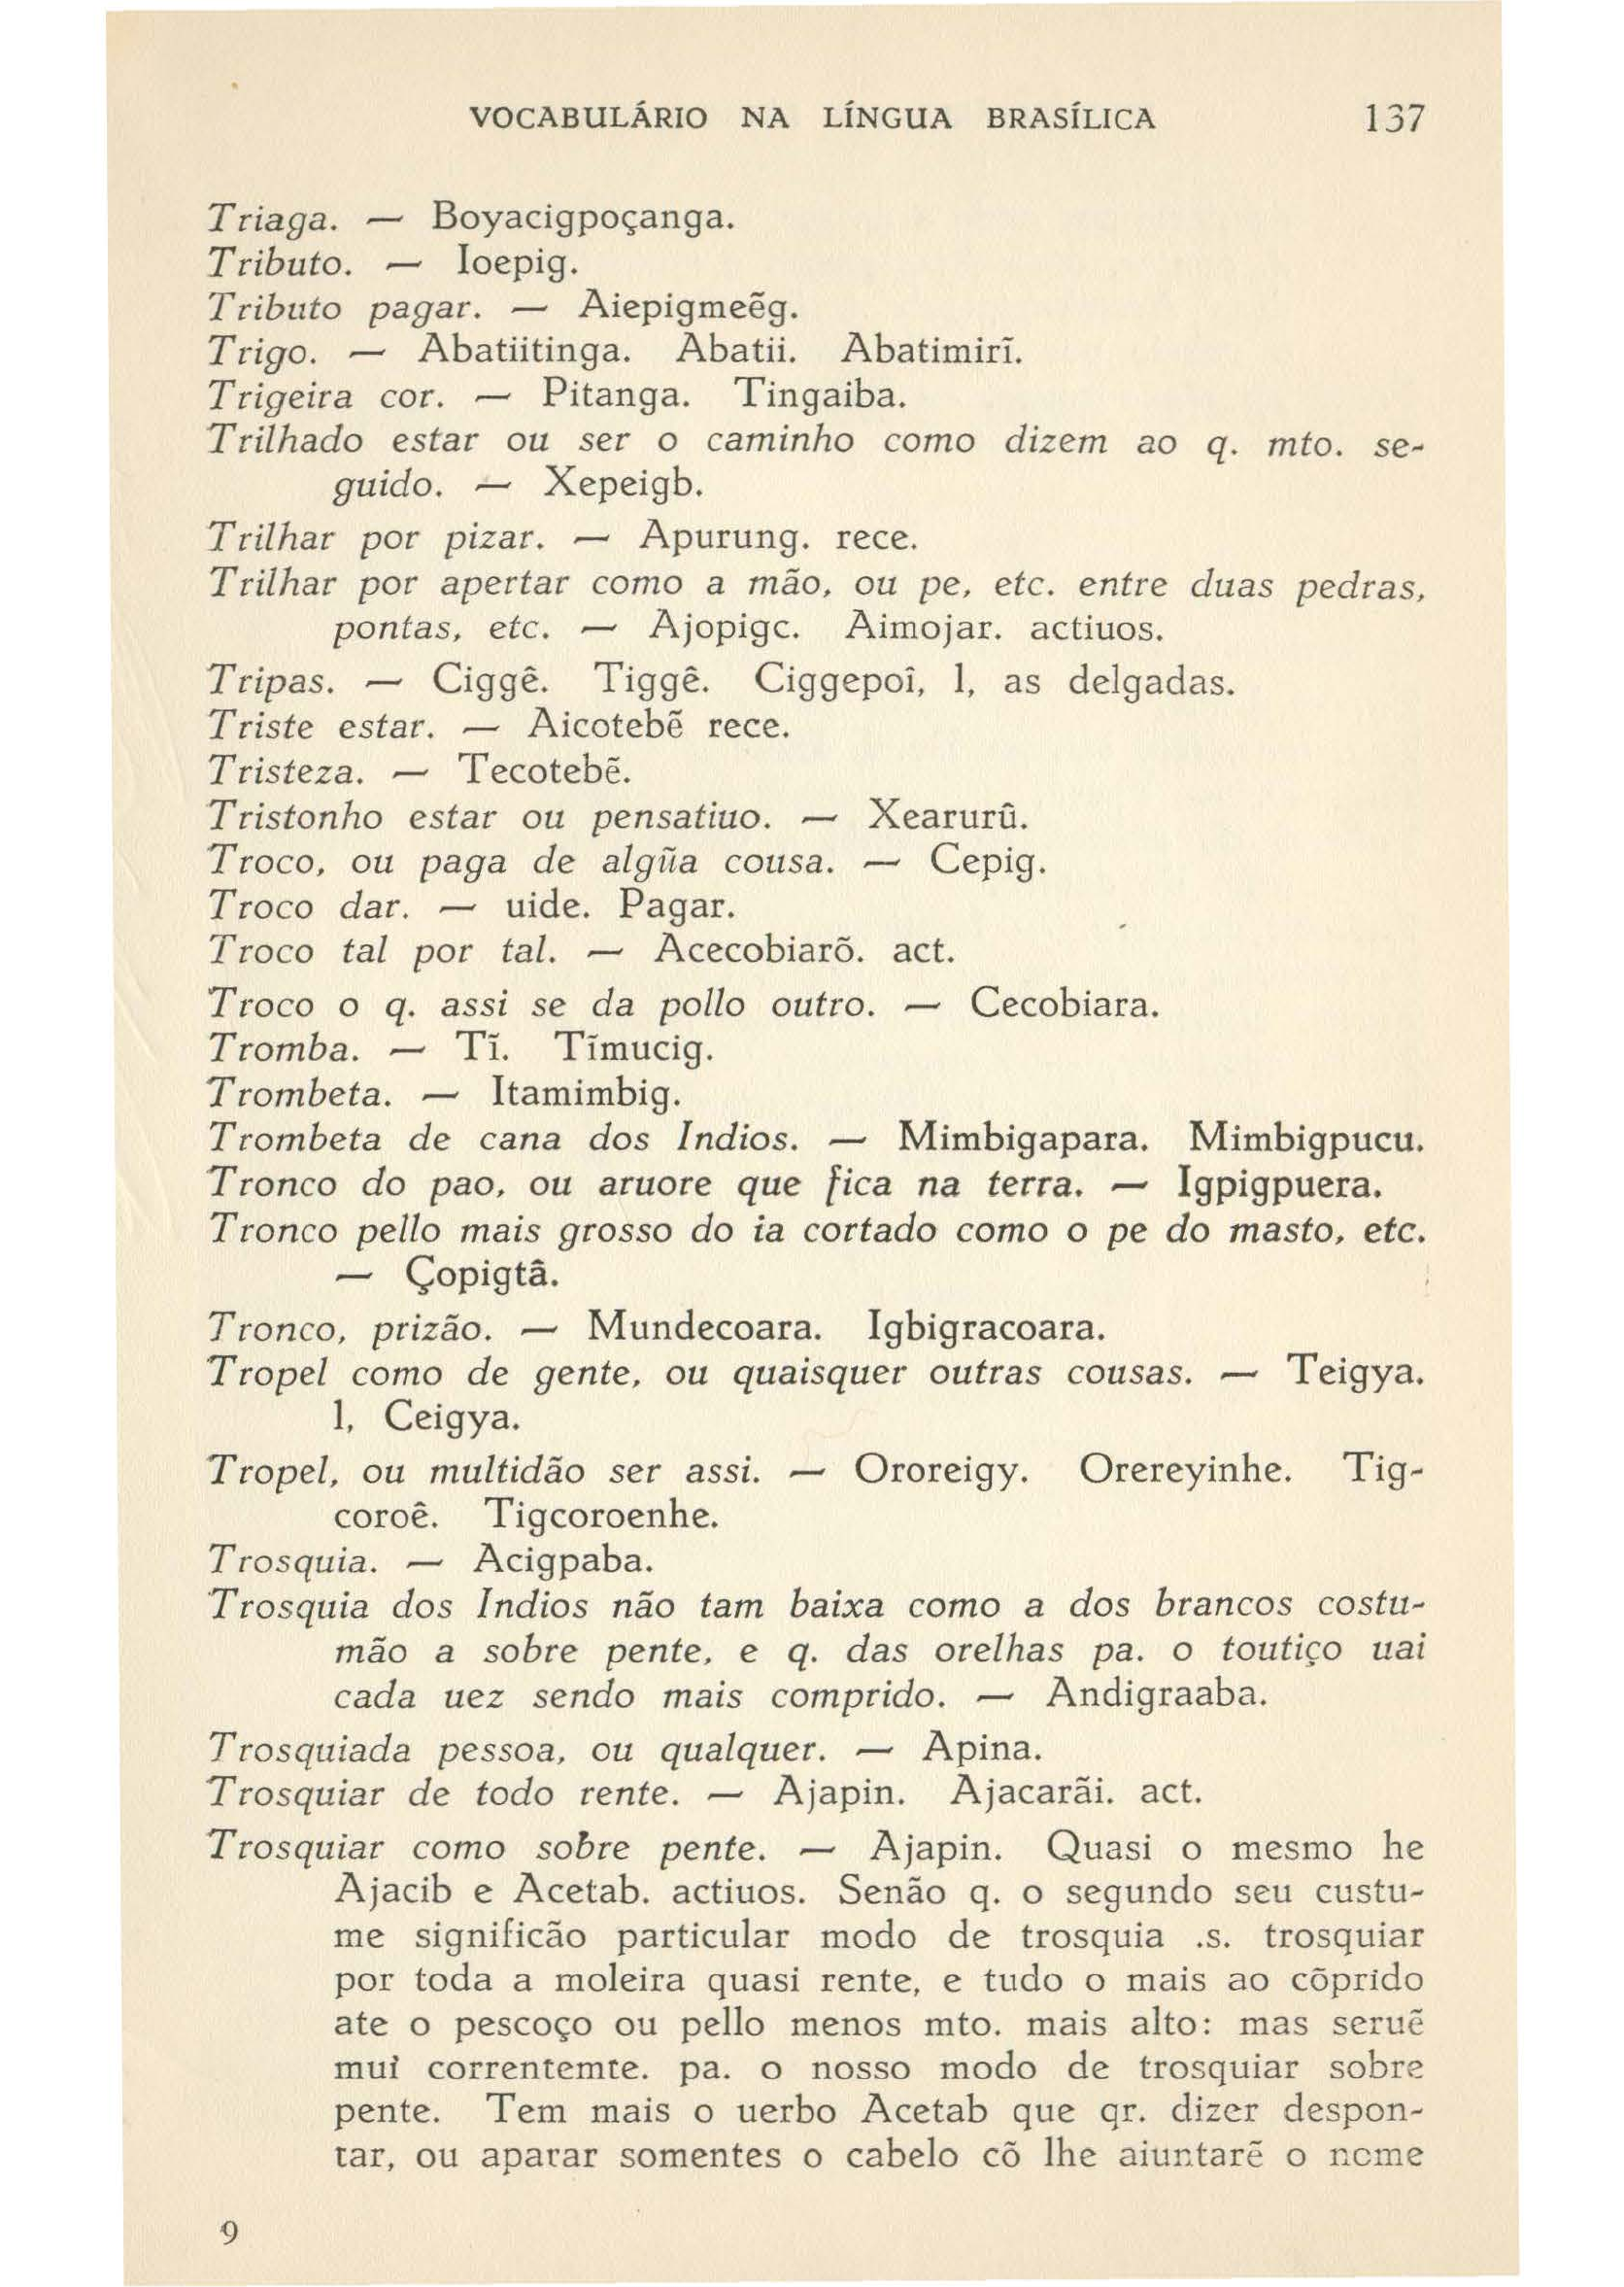 VOCABULÁRIO NA LÍNGUA BRASÍLICA 137
Triaga. — Boyacigpoçanga.
Tributo. — Ioepig.
Tributo pagar. — Aiepigmeẽg.
Trigo. — Abatiitinga. Abatii. Abatimirĩ.
Trigeira cor. — Pitanga. Tingaiba.
Trilhado estar ou ser o caminho como dizem ao q. mto. se-
guido. — Xepeigb.
Trilhar por pizar. — Apurung. rece.
Trilhar por apertar como a mão, ou pe, etc. entre duas pedras,
pontas, etc. — Ajopigc. Aimojar. actiuos.
Tripas. — Ciggê. Tiggê. Ciggepoî, l, as delgadas.
Triste estar. — Aicotebẽ rece.
Tristeza. — Tecotebẽ.
Tristonho estar ou pensatiuo. — Xearurû.
Troco, ou paga de algũa cousa. — Cepig.
Troco dar. — uide. Pagar.
Troco tal por tal. — Acecobiarõ. act.
Troco o q. assi se da pollo outro. — Cecobiara.
Tromba. — Tĩ. Tĩmucig.
Trombeta. — Itamimbig.
Trombeta de cana dos Indios. — Mimbigapara. Mimbigpucu.
Tronco do pao, ou aruore que fica na terra. — Igpigpuera.
Tronco pello mais grosso do ia cortado como o pe do masto, etc.
— Çopigtâ.
Tronco, prizão. — Mundecoara. Igbigracoara.
Tropel como de gente, ou quaisquer outras cousas. — Teigya.
l, Ceigya.
Tropel, ou multidão ser assi. — Ororeigy. Orereyinhe. Tig-
coroê. Tigcoroenhe.
Trosquia. — Acigpaba.
Trosquia dos Indios não tam baixa como a dos brancos costu-
mão a sobre pente, e q. das orelhas pa. o toutiço uai
cada uez sendo mais comprido. — Andigraaba.
Trosquiada pessoa, ou qualquer. — Apina.
Trosquiar de todo rente. — Ajapin. Ajacarãi. act.
Trosquiar como sobre pente. — Ajapin. Quasi o mesmo he
Ajacib e Acetab. actiuos. Senão q. o segundo seu custu-
me significão particular modo de trosquia .s. trosquiar
por toda a moleira quasi rente, e tudo o mais ao cõprido
ate o pescoço ou pello menos mto. mais alto: mas seruẽ
mui correntemte. pa. o nosso modo de trosquiar sobre
pente. Tem mais o uerbo Acetab que qr. dizer despon-
tar, ou aparar somentes o cabelo cõ lhe aiuntarẽ o nome
9